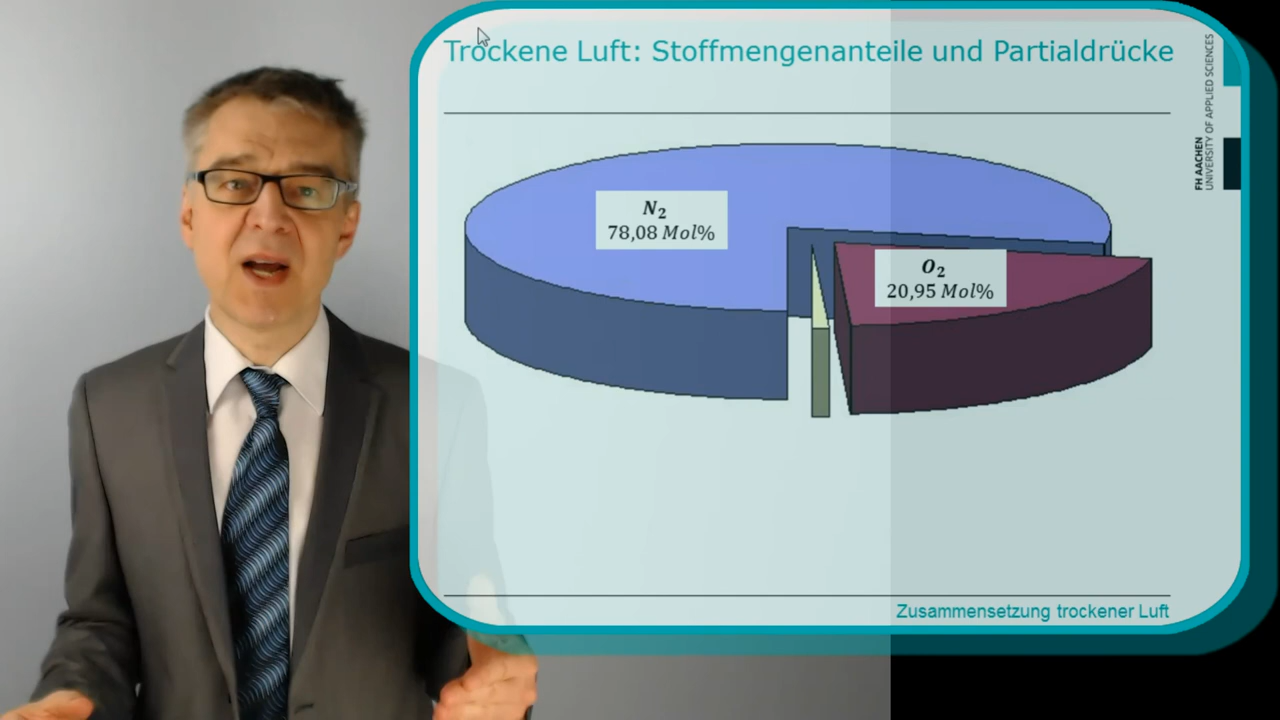 Trockene Luft: Stoffmengenanteile und Partialdrücke
FH AACHEN
UNIVERSITY OF APPLIED SCIENCES
N₂
78,08 Mol%
O₂
20,95 Mol%
Zusammensetzung trockener Luft